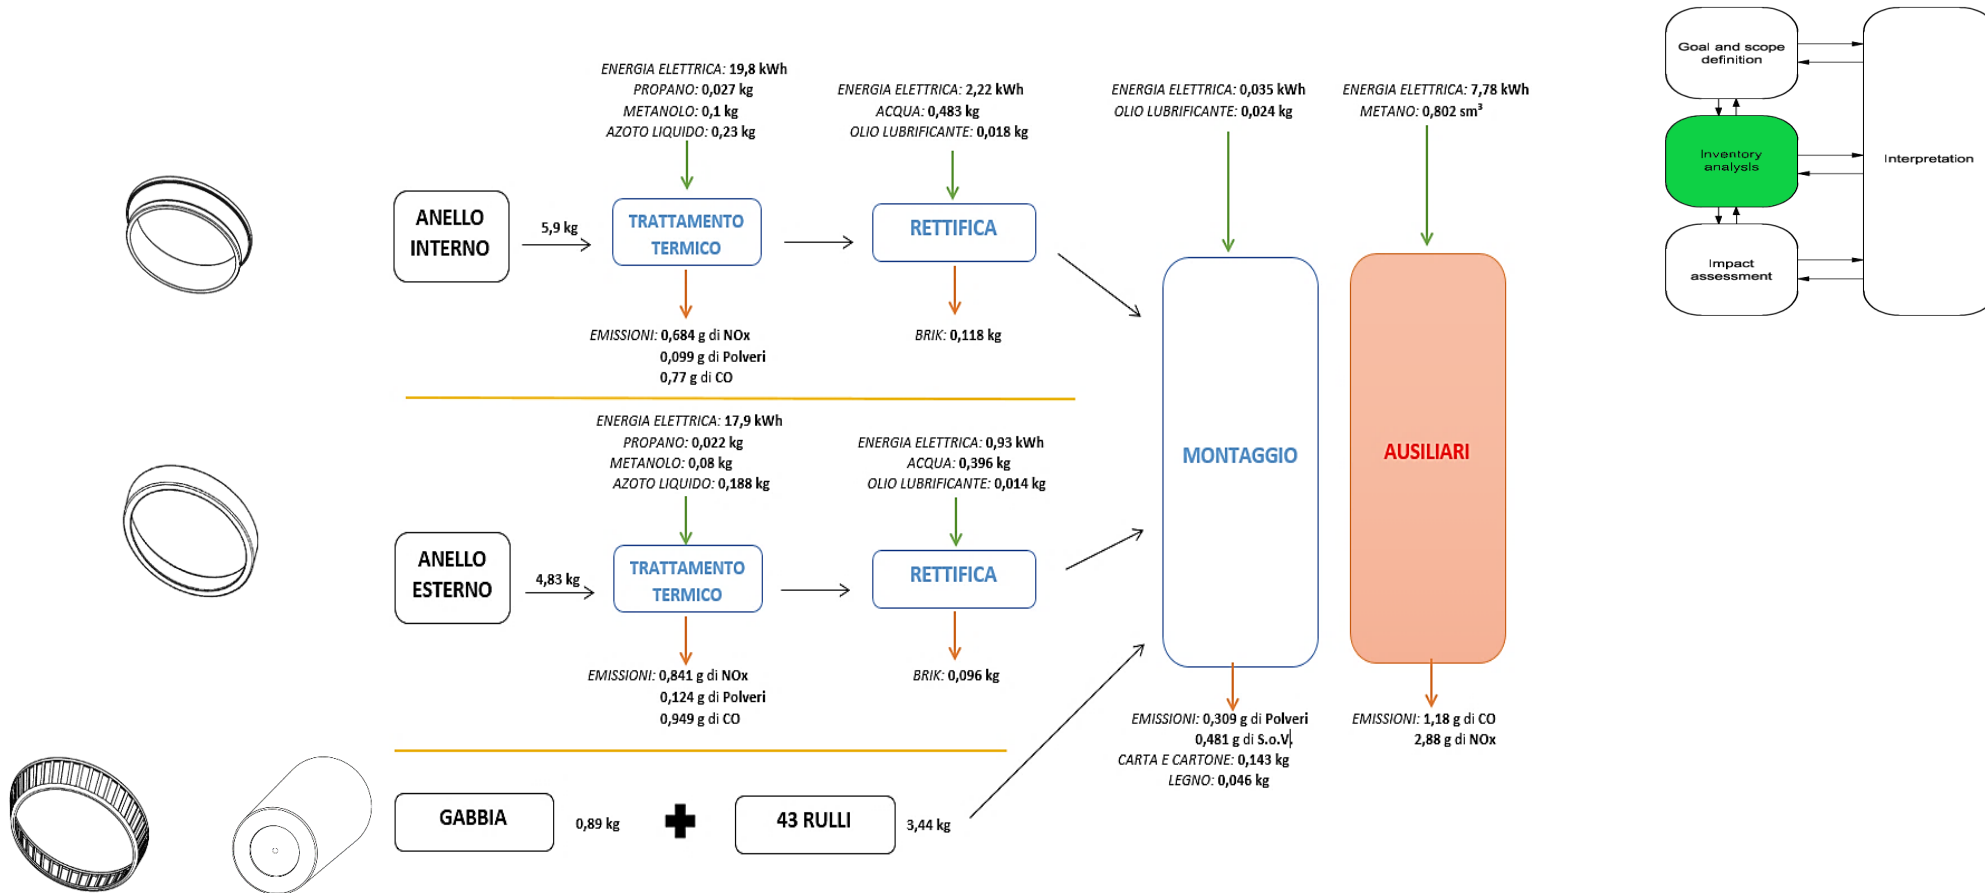 ENERGIA ELETTRICA: 19,8 kWh
PROPANO: 0,027 kg
METANOLO: 0,1 kg
AZOTO LIQUIDO: 0,23 kg
ENERGIA ELETTRICA: 2,22 kWh
ACQUA: 0,483 kg
OLIO LUBRIFICANTE: 0,018 kg
ENERGIA ELETTRICA: 0,035 kWh
OLIO LUBRIFICANTE: 0,024 kg
ENERGIA ELETTRICA: 7,78 kWh
METANO: 0,802 sm³
Goal and scope
definition
Inventory
analysis
Interpretation
Impact
assessment
ANELLO
INTERNO
5,9 kg
TRATTAMENTO
TERMICO
RETTIFICA
EMISSIONI: 0,684 g di NOx
0,099 g di Polveri
0,77 g di CO
BRIK: 0,118 kg
ENERGIA ELETTRICA: 17,9 kWh
PROPANO: 0,022 kg
METANOLO: 0,08 kg
AZOTO LIQUIDO: 0,188 kg
ENERGIA ELETTRICA: 0,93 kWh
ACQUA: 0,396 kg
OLIO LUBRIFICANTE: 0,014 kg
MONTAGGIO
AUSILIARI
ANELLO
ESTERNO
4,83 kg
TRATTAMENTO
TERMICO
RETTIFICA
EMISSIONI: 0,841 g di NOx
0,124 g di Polveri
0,949 g di CO
BRIK: 0,096 kg
EMISSIONI: 0,309 g di Polveri
0,481 g di S.o.V.
CARTA E CARTONE: 0,143 kg
LEGNO: 0,046 kg
EMISSIONI: 1,18 g di CO
2,88 g di NOx
GABBIA
0,89 kg
43 RULLI
3,44 kg